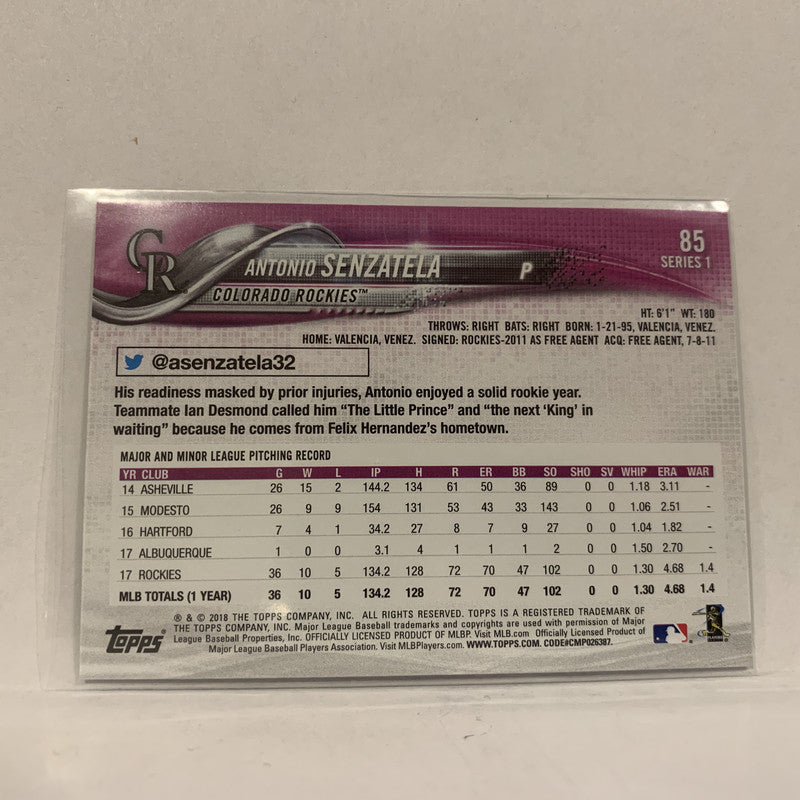 CR
ANTONIO SENZATELA P
COLORADO ROCKIES™
85
SERIES 1
HT: 6'1" WT: 180
THROWS: RIGHT BATS: RIGHT BORN: 1-21-95, VALENCIA, VENEZ.
HOME: VALENCIA, VENEZ. SIGNED: ROCKIES-2011 AS FREE AGENT ACQ: FREE AGENT, 7-8-11
@asenzatela32
His readiness masked by prior injuries, Antonio enjoyed a solid rookie year.
Teammate Ian Desmond called him “The Little Prince” and “the next ‘King’ in
waiting” because he comes from Felix Hernandez’s hometown.
MAJOR AND MINOR LEAGUE PITCHING RECORD
YR CLUB G W L IP H R ER BB SO SHO SV WHIP ERA WAR
14 ASHEVILLE 26 15 2 144.2 134 61 50 36 89 0 0 1.18 3.11 -
15 MODESTO 26 9 9 154 131 53 43 33 143 0 0 1.06 2.51 -
16 HARTFORD 7 4 1 34.2 27 8 7 9 27 0 0 1.04 1.82 -
17 ALBUQUERQUE 1 0 0 3.1 4 1 1 1 2 0 0 1.50 2.70 -
17 ROCKIES 36 10 5 134.2 128 72 70 47 102 0 0 1.30 4.68 1.4
MLB TOTALS (1 YEAR) 36 10 5 134.2 128 72 70 47 102 0 0 1.30 4.68 1.4
TOPPS®
® & © 2018 THE TOPPS COMPANY, INC. ALL RIGHTS RESERVED. TOPPS IS A REGISTERED TRADEMARK OF
THE TOPPS COMPANY, INC. Major League Baseball trademarks and copyrights are used with permission of Major
League Baseball Properties, Inc. OFFICIALLY LICENSED PRODUCT OF MLBP. Visit MLB.com Officially Licensed Product of
Major League Baseball Players Association. Visit MLBPlayers.com. WWW.TOPPS.COM. CODE#CMP026387.